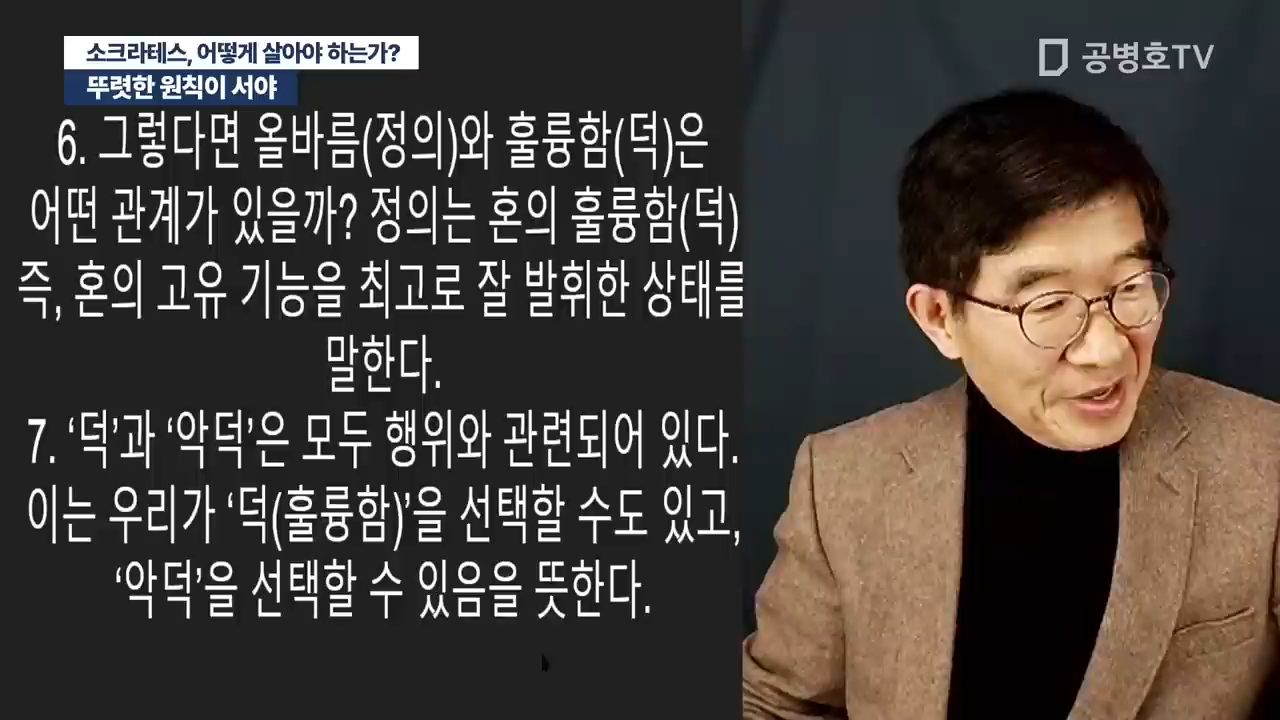 소크라테스, 어떻게 살아야 하는가?
뚜렷한 원칙이 서야
공병호TV
6. 그렇다면 올바름(정의)와 훌륭함(덕)은
어떤 관계가 있을까? 정의는 혼의 훌륭함(덕)
즉, 혼의 고유 기능을 최고로 잘 발휘한 상태를
말한다.
7. ‘덕’과 ‘악덕’은 모두 행위와 관련되어 있다.
이는 우리가 ‘덕(훌륭함)’을 선택할 수도 있고,
‘악덕’을 선택할 수 있음을 뜻한다.